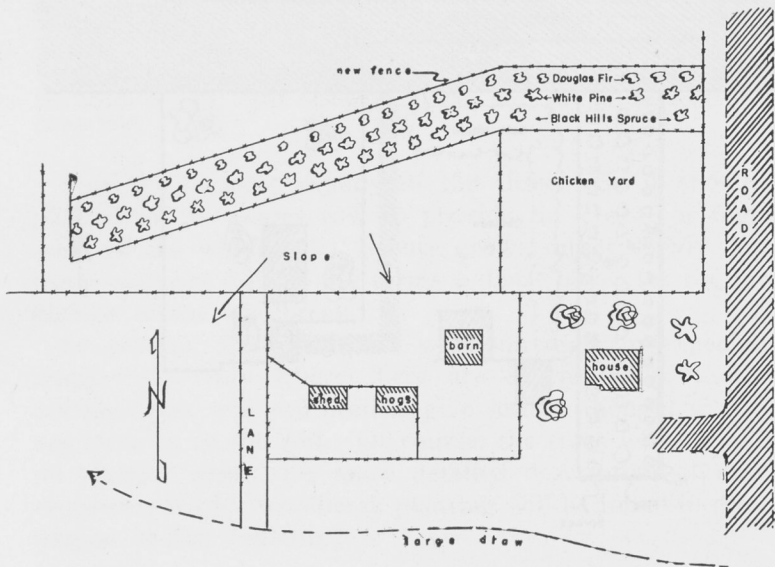 new fence
Douglas Fir
White Pine
Black Hills Spruce
Chicken Yard
ROAD
Slope
barn
house
shed
hogs
N
LANE
large draw